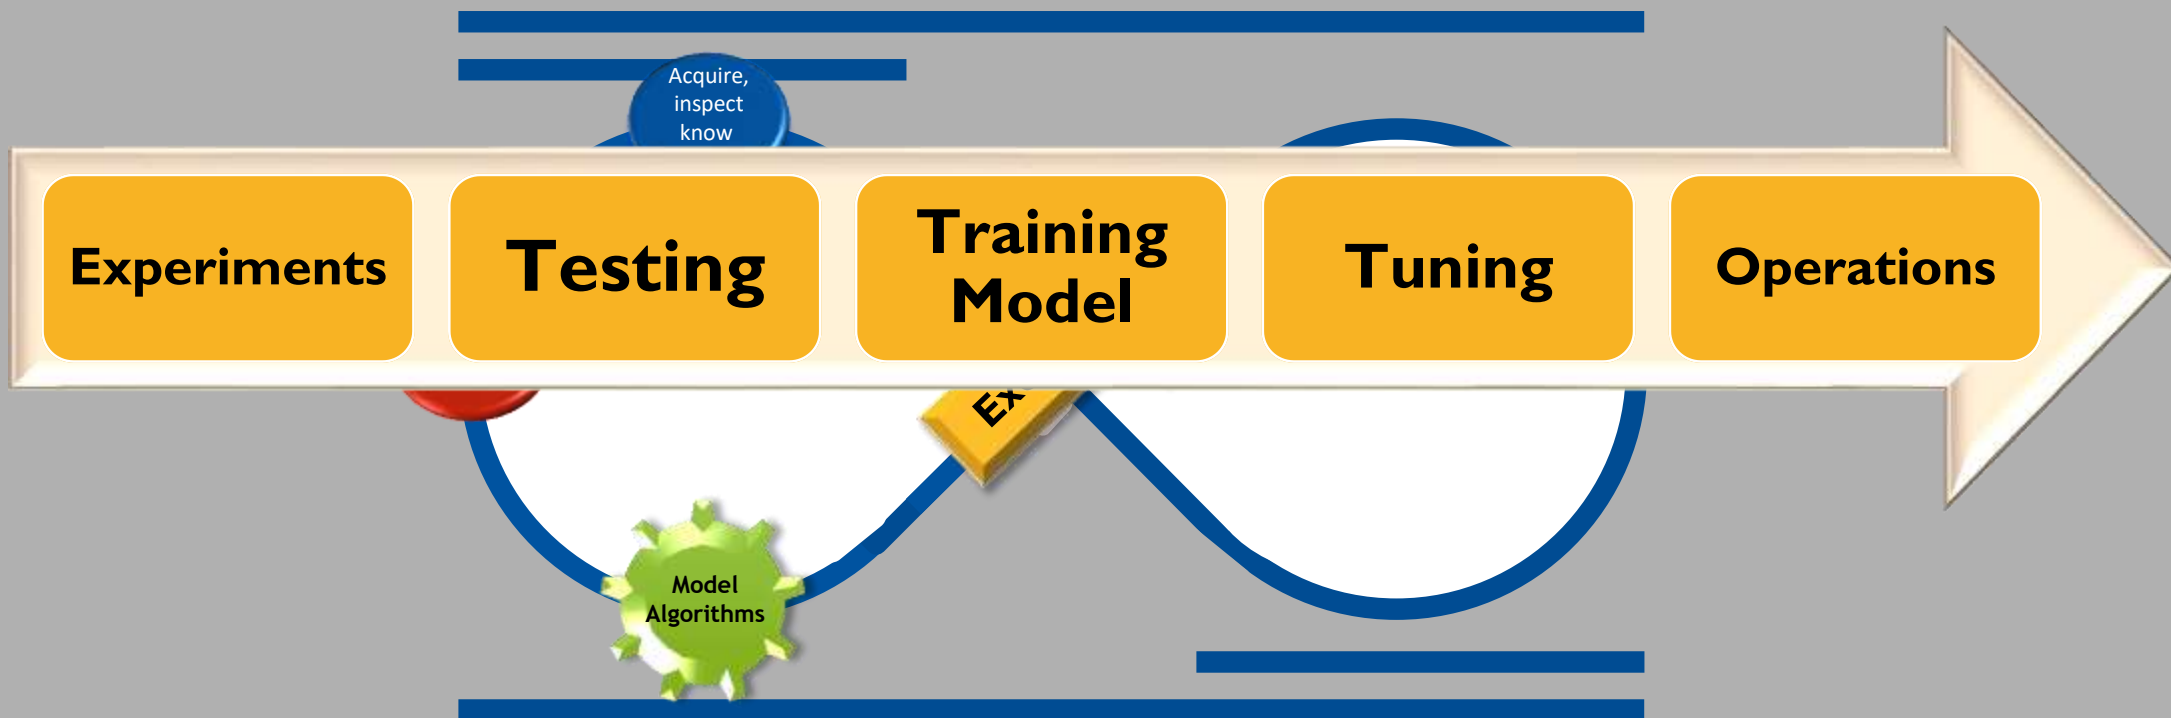 Acquire,
inspect
know
Experiments
Testing
Training
Model
Tuning
Operations
Model
Algorithms